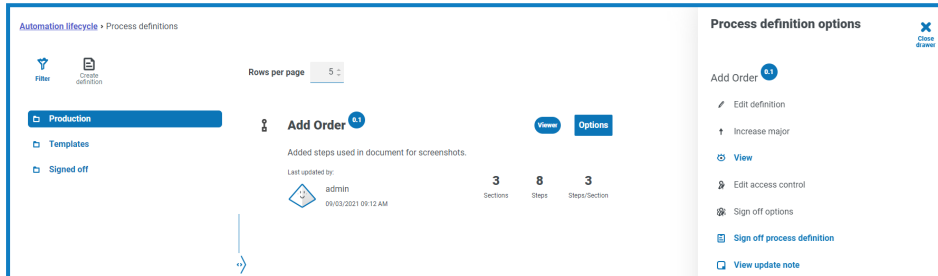 Automation lifecycle › Process definitions
Filter
Create
definition
Rows per page 5
Production
Templates
Signed off
Add Order 0.1
Viewer
Options
Added steps used in document for screenshots.
Last updated by:
admin
09/03/2021 09:12 AM
3
Sections
8
Steps
3
Steps/Section
Process definition options
Close
drawer
Add Order 0.1
Edit definition
Increase major
View
Edit access control
Sign off options
Sign off process definition
View update note